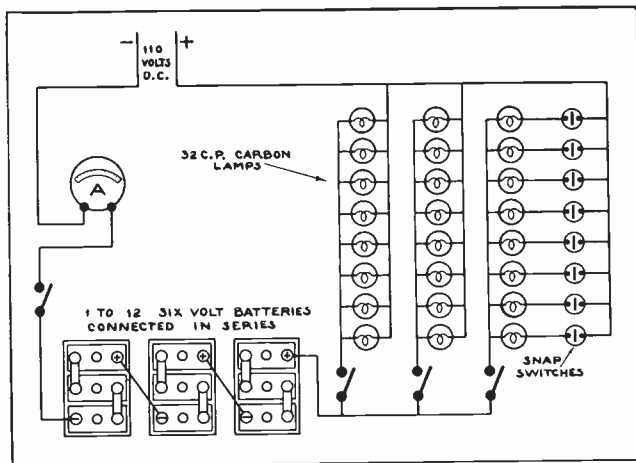 − 110 +
VOLTS
D.C.
32 C.P. CARBON
LAMPS
A
1 TO 12 SIX VOLT BATTERIES
CONNECTED IN SERIES
+ + +
− − −
SNAP
SWITCHES